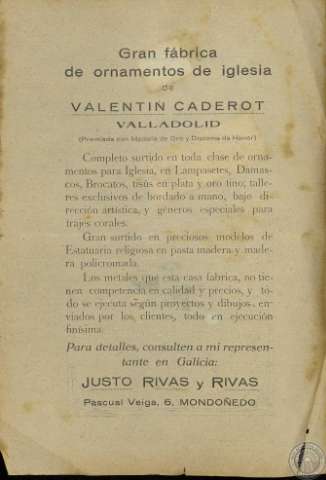 Gran fábrica
de ornamentos de iglesia
de
VALENTIN CADEROT
VALLADOLID
(Premiada con Medalla de Oro y Diploma de Honor)
Completo surtido en toda clase de orna-
mentos para Iglesia, en Lampasetes, Damas-
cos, Brocatos, tisús en plata y oro fino; talle-
res exclusivos de bordado a mano, bajo di-
rección artística, y géneros especiales para
trajes corales.
Gran surtido en preciosos modelos de
Estatuaria religiosa en pasta madera y made-
ra policromada.
Los metales que esta casa fabrica, no tie-
nen competencia en calidad y precios, y to-
do se ejecuta según proyectos y dibujos en-
viados por los clientes, todo en ejecución
finísima.
Para detalles, consulten a mi represen-
tante en Galicia:
JUSTO RIVAS y RIVAS
Pascual Veiga, 6. MONDOÑEDO